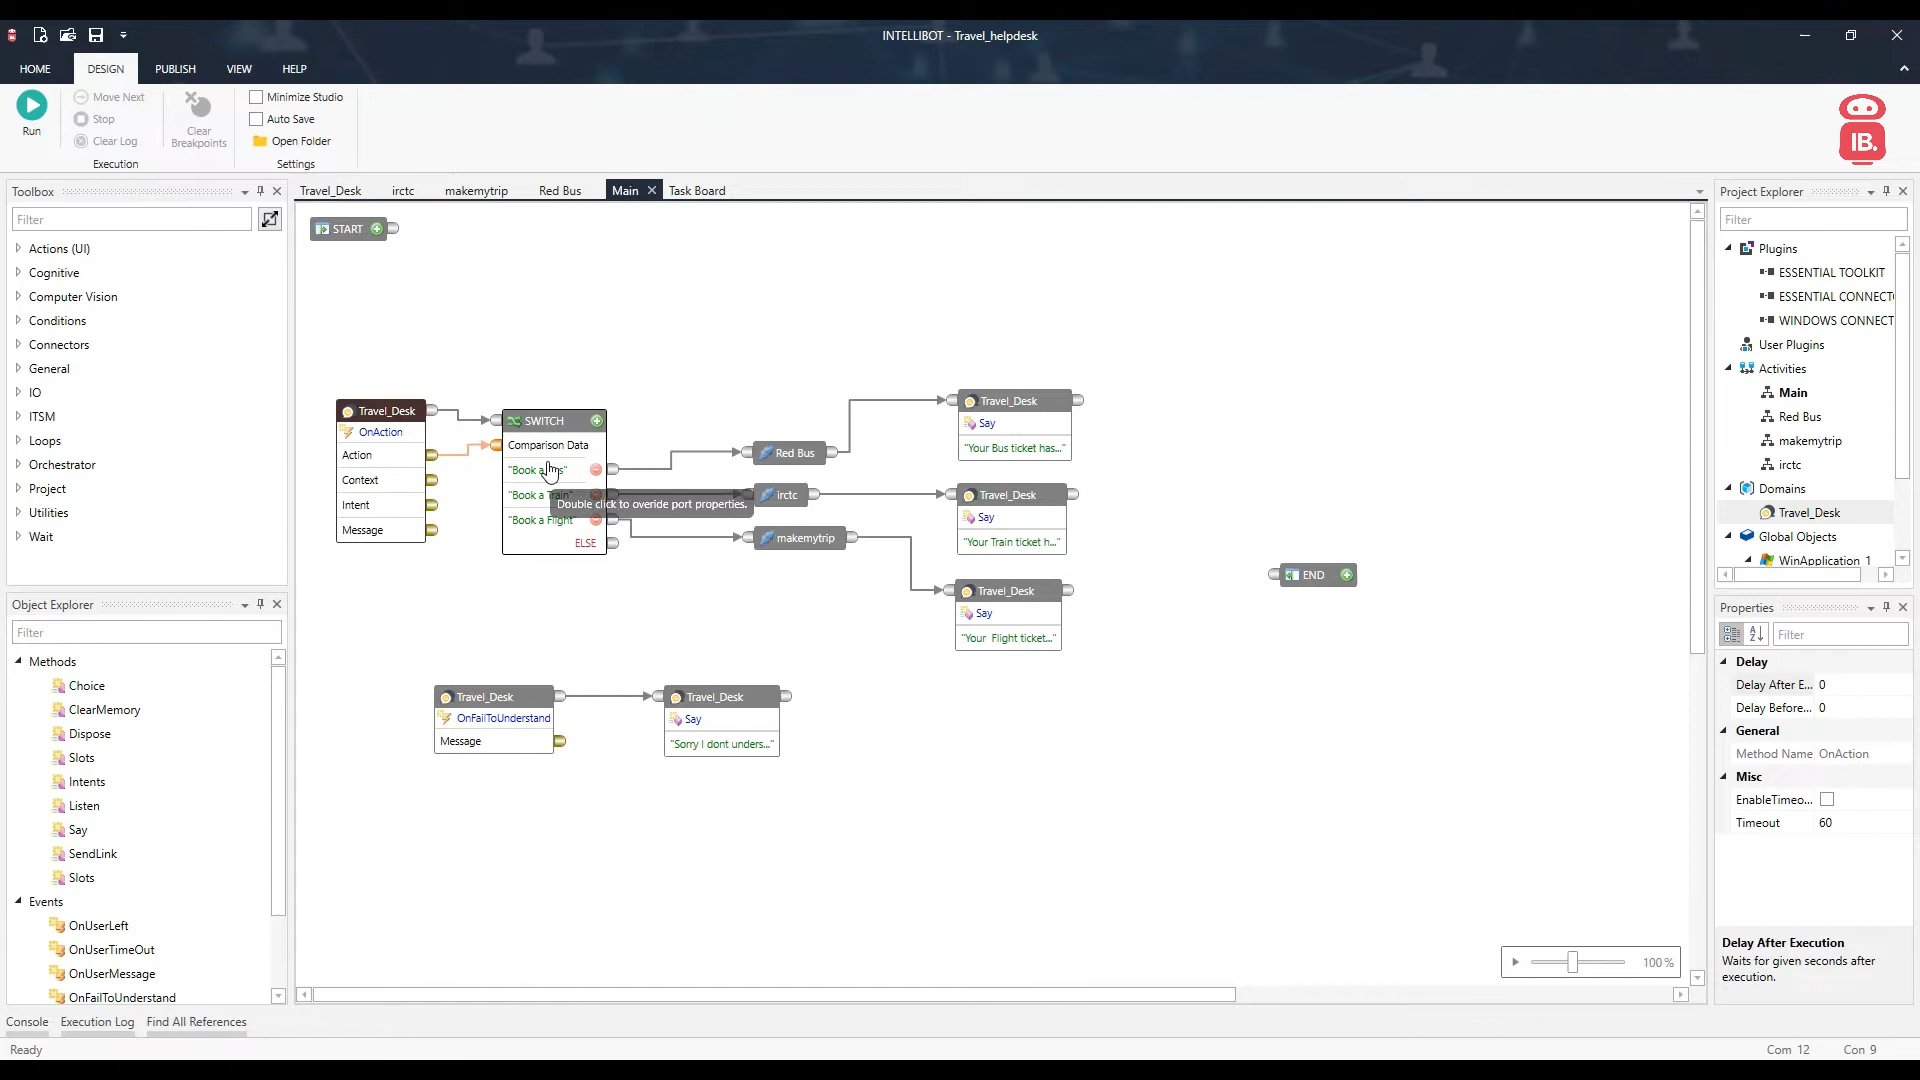 INTELLIBOT - Travel_helpdesk
HOME
DESIGN
PUBLISH
VIEW
HELP
Run
Move Next
Stop
Clear Log
Execution
Clear
Breakpoints
Minimize Studio
Auto Save
Open Folder
Settings
IB.
Toolbox
Filter
Actions (UI)
Cognitive
Computer Vision
Conditions
Connectors
General
IO
ITSM
Loops
Orchestrator
Project
Utilities
Wait
Object Explorer
Filter
Methods
Choice
ClearMemory
Dispose
Slots
Intents
Listen
Say
SendLink
Slots
Events
OnUserLeft
OnUserTimeOut
OnUserMessage
OnFailToUnderstand
Travel_Desk
irctc
makemytrip
Red Bus
Main
Task Board
START
Travel_Desk
OnAction
Action
Context
Intent
Message
SWITCH
Comparison Data
"Book a
"Book a Train"
Double click to overide port properties.
"Book a Flight"
ELSE
Red Bus
irctc
makemytrip
Travel_Desk
Say
"Your Bus ticket has..."
Travel_Desk
Say
"Your Train ticket h..."
Travel_Desk
Say
"Your  Flight ticket..."
END
Travel_Desk
OnFailToUnderstand
Message
Travel_Desk
Say
"Sorry I dont unders..."
100%
Project Explorer
Filter
Plugins
ESSENTIAL TOOLKIT
ESSENTIAL CONNECT
WINDOWS CONNECT
User Plugins
Activities
Main
Red Bus
makemytrip
irctc
Domains
Travel_Desk
Global Objects
WinApplication_1
Properties
Filter
Delay
Delay After E... 0
Delay Before... 0
General
Method Name OnAction
Misc
EnableTimeo...
Timeout 60
Delay After Execution
Waits for given seconds after
execution.
Console
Execution Log
Find All References
Ready
Com 12
Con 9